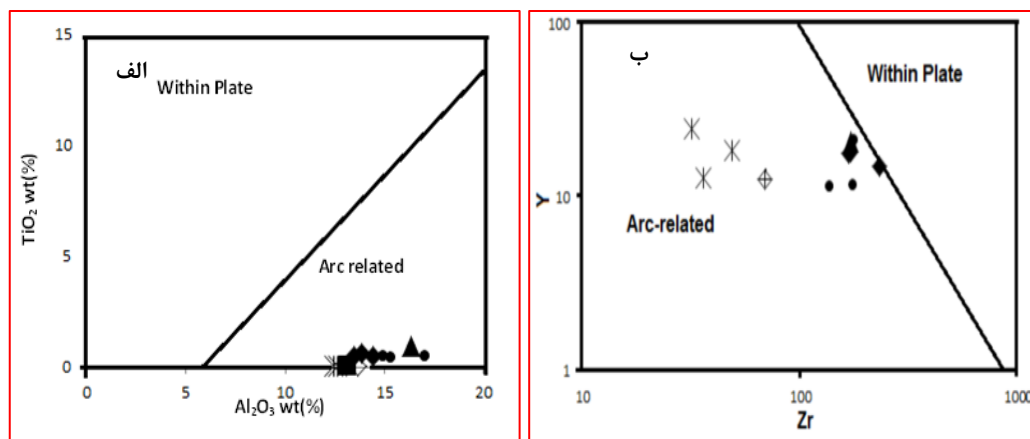 الف
Within Plate
Arc related
TiO₂ wt(%)
15
10
5
0
0
5
10
15
20
Al₂O₃ wt(%)
ب
Within Plate
Arc-related
Y
100
10
1
10
100
1000
Zr